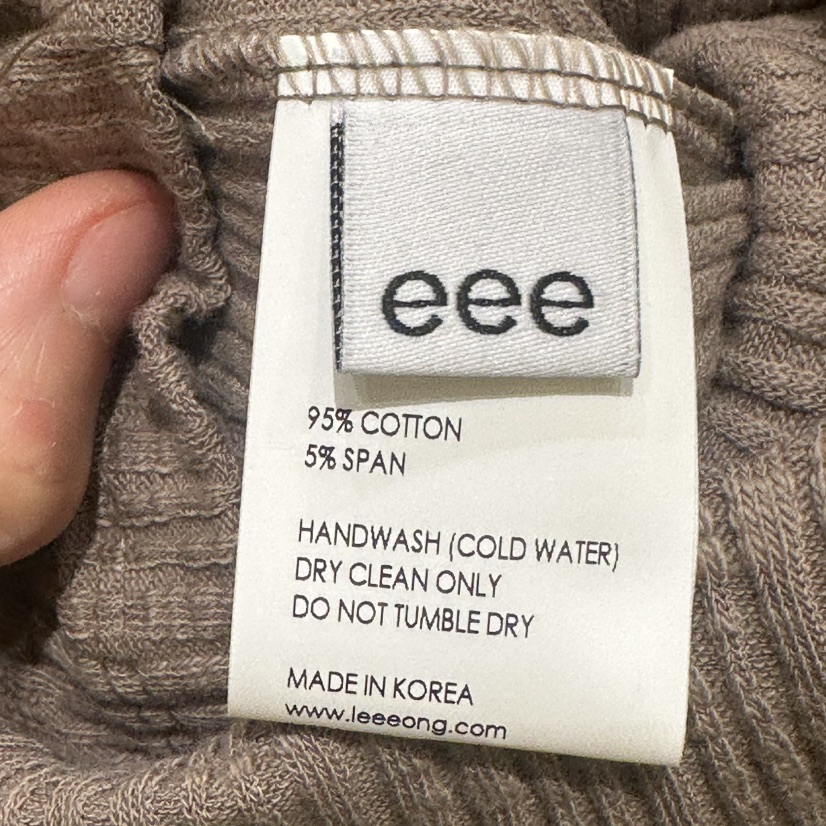 eee
95% COTTON
5% SPAN
HANDWASH (COLD WATER)
DRY CLEAN ONLY
DO NOT TUMBLE DRY
MADE IN KOREA
www.leeeong.com